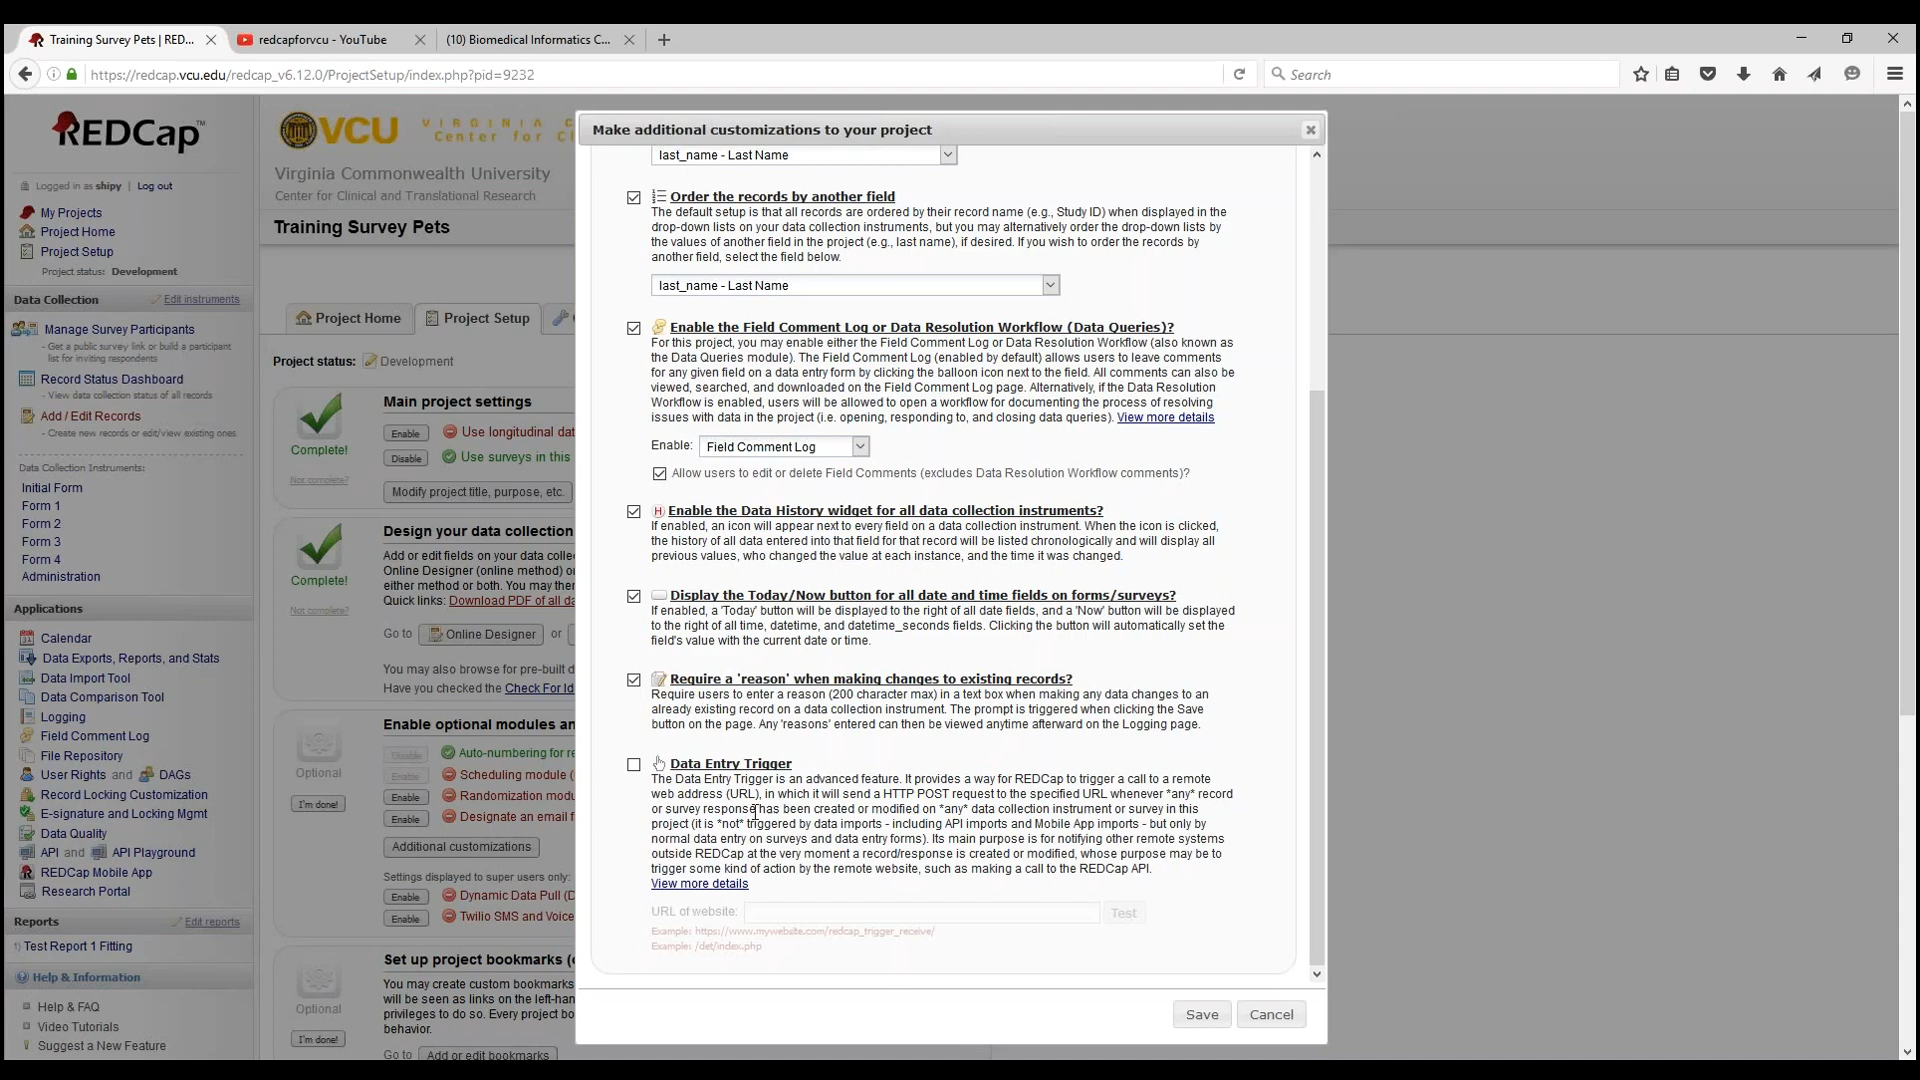 Training Survey Pets | RED...
redcapforvcu - YouTube
(10) Biomedical Informatics C...
https://redcap.vcu.edu/redcap_v6.12.0/ProjectSetup/index.php?pid=9232
Search
REDCap™
Logged in as shipy | Log out
My Projects
Project Home
Project Setup
Project status: Development
Data Collection
Edit instruments
Manage Survey Participants
- Get a public survey link or build a participant
list for inviting respondents
Record Status Dashboard
- View data collection status of all records
Add / Edit Records
- Create new records or edit/view existing ones
Data Collection Instruments:
Initial Form
Form 1
Form 2
Form 3
Form 4
Administration
Applications
Calendar
Data Exports, Reports, and Stats
Data Import Tool
Data Comparison Tool
Logging
Field Comment Log
File Repository
User Rights and DAGs
Record Locking Customization
E-signature and Locking Mgmt
Data Quality
API and API Playground
REDCap Mobile App
Research Portal
Reports
Edit reports
1) Test Report 1 Fitting
Help & Information
Help & FAQ
Video Tutorials
Suggest a New Feature
VCU
VIRGINIA C
Center for Cl
Virginia Commonwealth University
Center for Clinical and Translational Research
Training Survey Pets
Project Home
Project Setup
Project status: Development
Complete!
Not complete?
Main project settings
Enable
Use longitudinal dat
Disable
Use surveys in this
Modify project title, purpose, etc.
Complete!
Not complete?
Design your data collection
Add or edit fields on your data colle
Online Designer (online method) o
either method or both. You may ther
Quick links: Download PDF of all da
Go to Online Designer or
You may also browse for pre-built d
Have you checked the Check For Id
Optional
I'm done!
Enable optional modules an
Disable
Auto-numbering for re
Enable
Scheduling module (
Enable
Randomization modu
Enable
Designate an email f
Additional customizations
Settings displayed to super users only:
Enable
Dynamic Data Pull (D
Enable
Twilio SMS and Voice
Optional
I'm done!
Set up project bookmarks (o
You may create custom bookmarks
will be seen as links on the left-han
privileges to do so. Every project bo
behavior.
Go to Add or edit bookmarks
Make additional customizations to your project
last_name - Last Name
Order the records by another field
The default setup is that all records are ordered by their record name (e.g., Study ID) when displayed in the
drop-down lists on your data collection instruments, but you may alternatively order the drop-down lists by
the values of another field in the project (e.g., last name), if desired. If you wish to order the records by
another field, select the field below.
last_name - Last Name
Enable the Field Comment Log or Data Resolution Workflow (Data Queries)?
For this project, you may enable either the Field Comment Log or Data Resolution Workflow (also known as
the Data Queries module). The Field Comment Log (enabled by default) allows users to leave comments
for any given field on a data entry form by clicking the balloon icon next to the field. All comments can also be
viewed, searched, and downloaded on the Field Comment Log page. Alternatively, if the Data Resolution
Workflow is enabled, users will be allowed to open a workflow for documenting the process of resolving
issues with data in the project (i.e. opening, responding to, and closing data queries). View more details
Enable: Field Comment Log
Allow users to edit or delete Field Comments (excludes Data Resolution Workflow comments)?
H Enable the Data History widget for all data collection instruments?
If enabled, an icon will appear next to every field on a data collection instrument. When the icon is clicked,
the history of all data entered into that field for that record will be listed chronologically and will display all
previous values, who changed the value at each instance, and the time it was changed.
Display the Today/Now button for all date and time fields on forms/surveys?
If enabled, a 'Today' button will be displayed to the right of all date fields, and a 'Now' button will be displayed
to the right of all time, datetime, and datetime_seconds fields. Clicking the button will automatically set the
field's value with the current date or time.
Require a 'reason' when making changes to existing records?
Require users to enter a reason (200 character max) in a text box when making any data changes to an
already existing record on a data collection instrument. The prompt is triggered when clicking the Save
button on the page. Any 'reasons' entered can then be viewed anytime afterward on the Logging page.
Data Entry Trigger
The Data Entry Trigger is an advanced feature. It provides a way for REDCap to trigger a call to a remote
web address (URL), in which it will send a HTTP POST request to the specified URL whenever *any* record
or survey response has been created or modified on *any* data collection instrument or survey in this
project (it is *not* triggered by data imports - including API imports and Mobile App imports - but only by
normal data entry on surveys and data entry forms). Its main purpose is for notifying other remote systems
outside REDCap at the very moment a record/response is created or modified, whose purpose may be to
trigger some kind of action by the remote website, such as making a call to the REDCap API.
View more details
URL of website: Test
Example: https://www.mywebsite.com/redcap_trigger_receive/
Example: /det/index.php
Save
Cancel